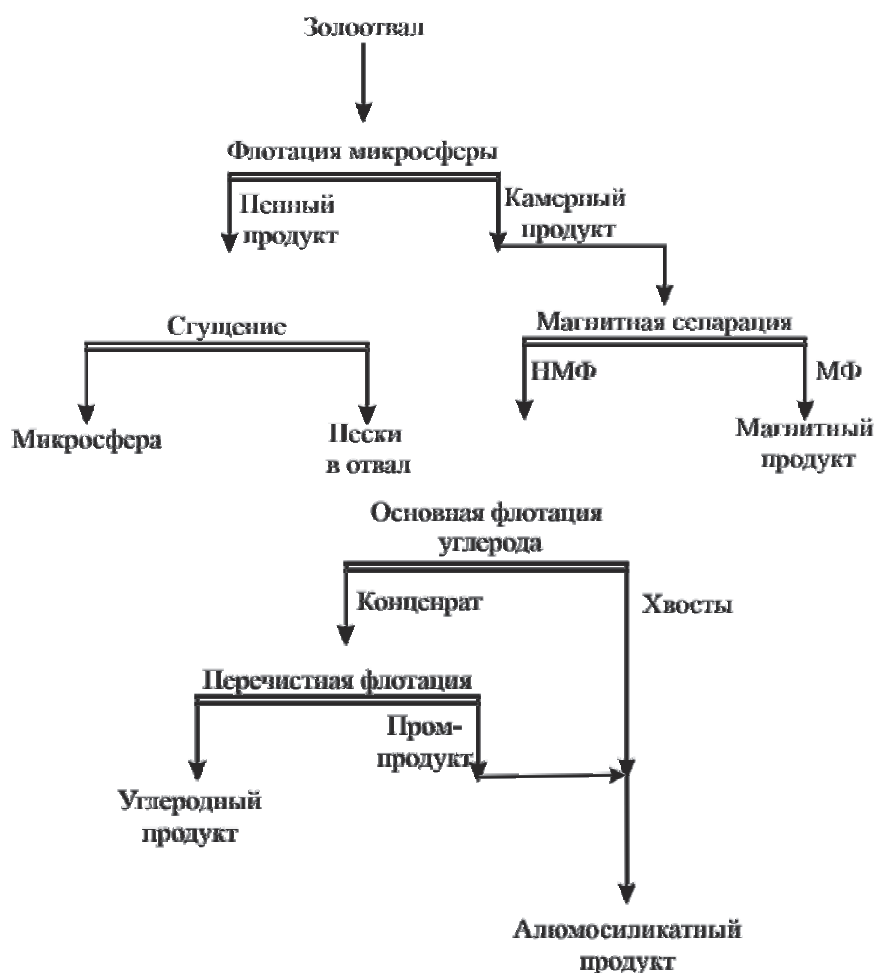 Золоотвал
Флотация микросферы
Пенный
продукт
Камерный
продукт
Сгущение
Магнитная сепарация
НМФ
МФ
Микросфера
Пески
в отвал
Магнитный
продукт
Основная флотация
углерода
Конценрат
Хвосты
Перечистная флотация
Пром-
продукт
Углеродный
продукт
Алюмосиликатный
продукт